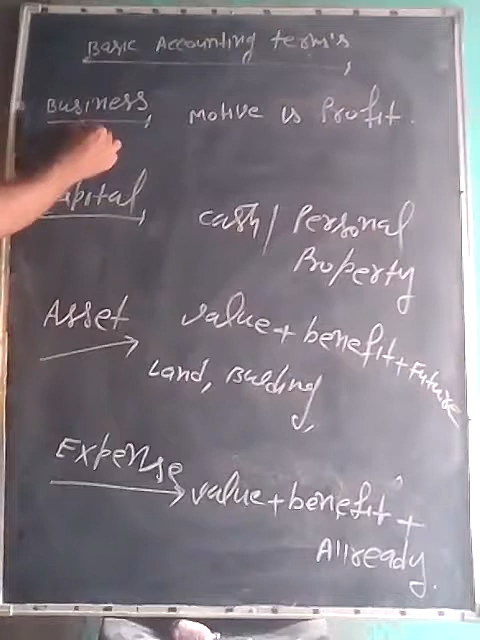 Basic Accounting term's,
Business, Motive is Profit.
Capital, Cash/Personal
Property
Asset value + benefit + Future
Land, Building,
Expense value + benefit +
Allready.